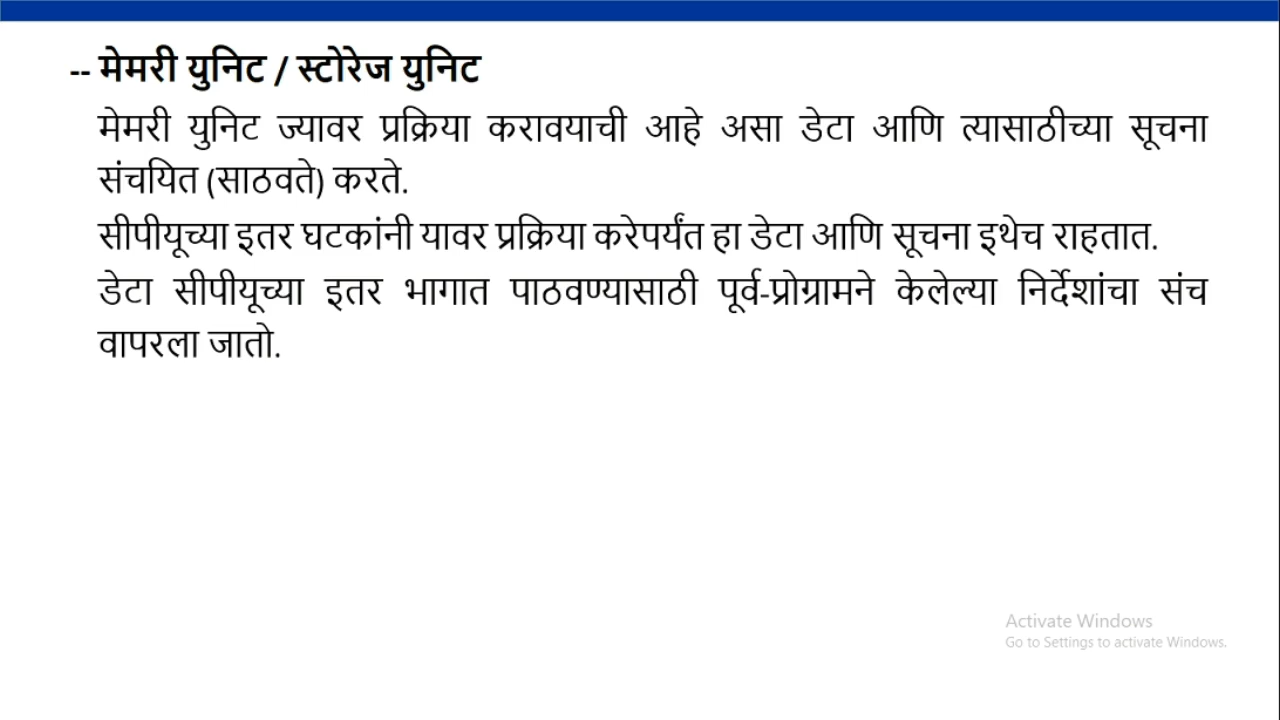 -- मेमरी युनिट / स्टोरेज युनिट
मेमरी युनिट ज्यावर प्रक्रिया करावयाची आहे असा डेटा आणि त्यासाठीच्या सूचना
संचयित (साठवते) करते.
सीपीयूच्या इतर घटकांनी यावर प्रक्रिया करेपर्यंत हा डेटा आणि सूचना इथेच राहतात.
डेटा सीपीयूच्या इतर भागात पाठवण्यासाठी पूर्व-प्रोग्रामने केलेल्या निर्देशांचा संच
वापरला जातो.
Activate Windows
Go to Settings to activate Windows.